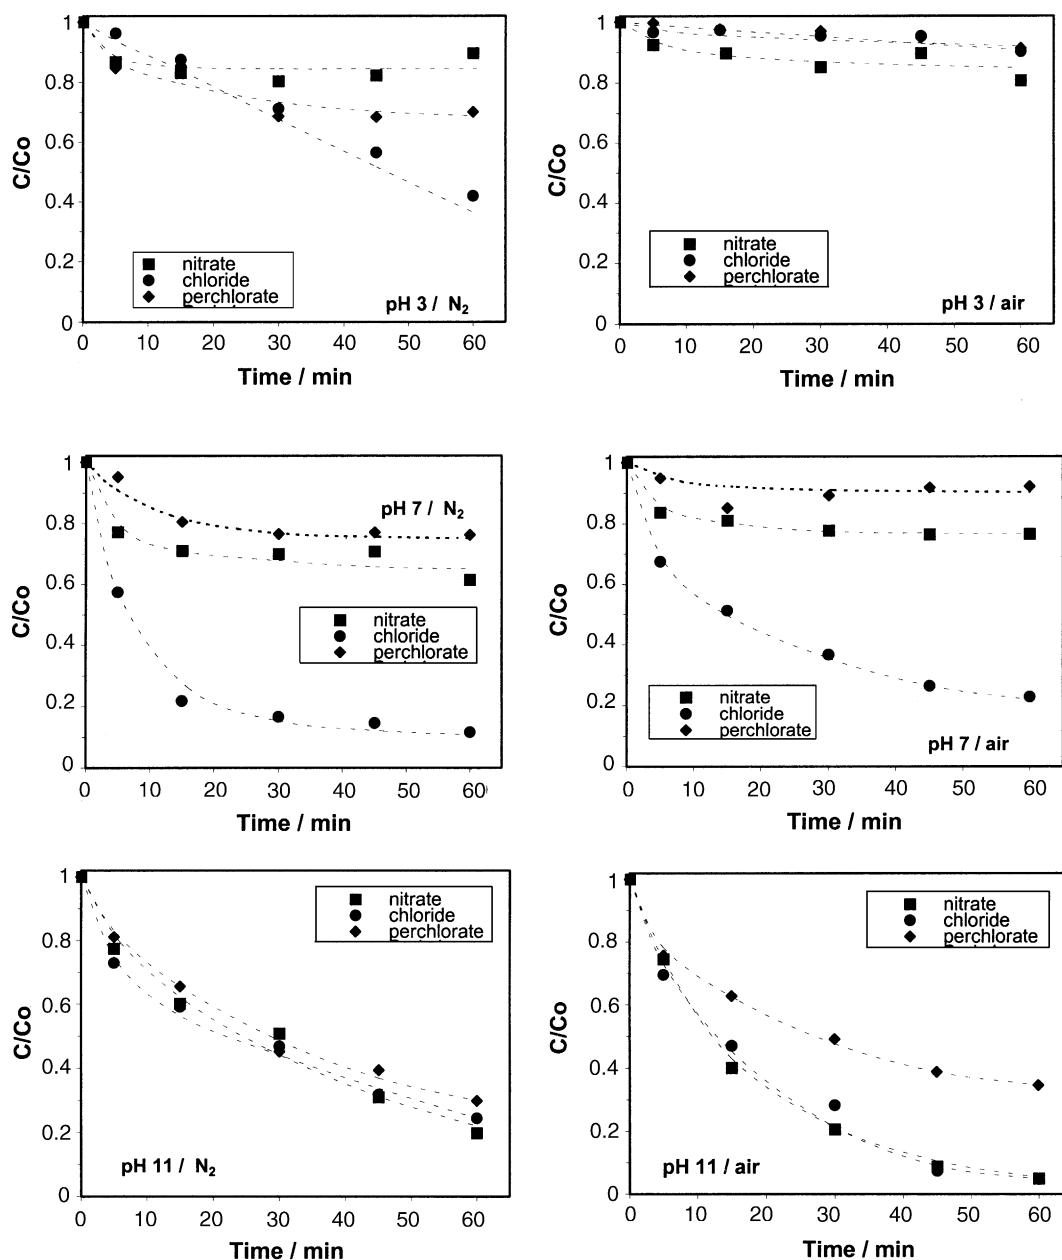 1
0.8
0.6
0.4
0.2
0
C/Co
nitrate
chloride
perchlorate
pH 3 / N2
0 10 20 30 40 50 60
Time / min
1
0.8
0.6
0.4
0.2
0
C/Co
nitrate
chloride
perchlorate
pH 3 / air
0 10 20 30 40 50 60
Time / min
1
0.8
0.6
0.4
0.2
0
C/Co
pH 7 / N2
nitrate
chloride
perchlorate
0 10 20 30 40 50 60
Time / min
1
0.8
0.6
0.4
0.2
0
C/Co
nitrate
chloride
perchlorate
pH 7 / air
0 10 20 30 40 50 60
Time / min
1
0.8
0.6
0.4
0.2
0
C/Co
nitrate
chloride
perchlorate
pH 11 / N2
0 10 20 30 40 50 60
Time / min
1
0.8
0.6
0.4
0.2
0
C/Co
nitrate
chloride
perchlorate
pH 11 / air
0 10 20 30 40 50 60
Time / min